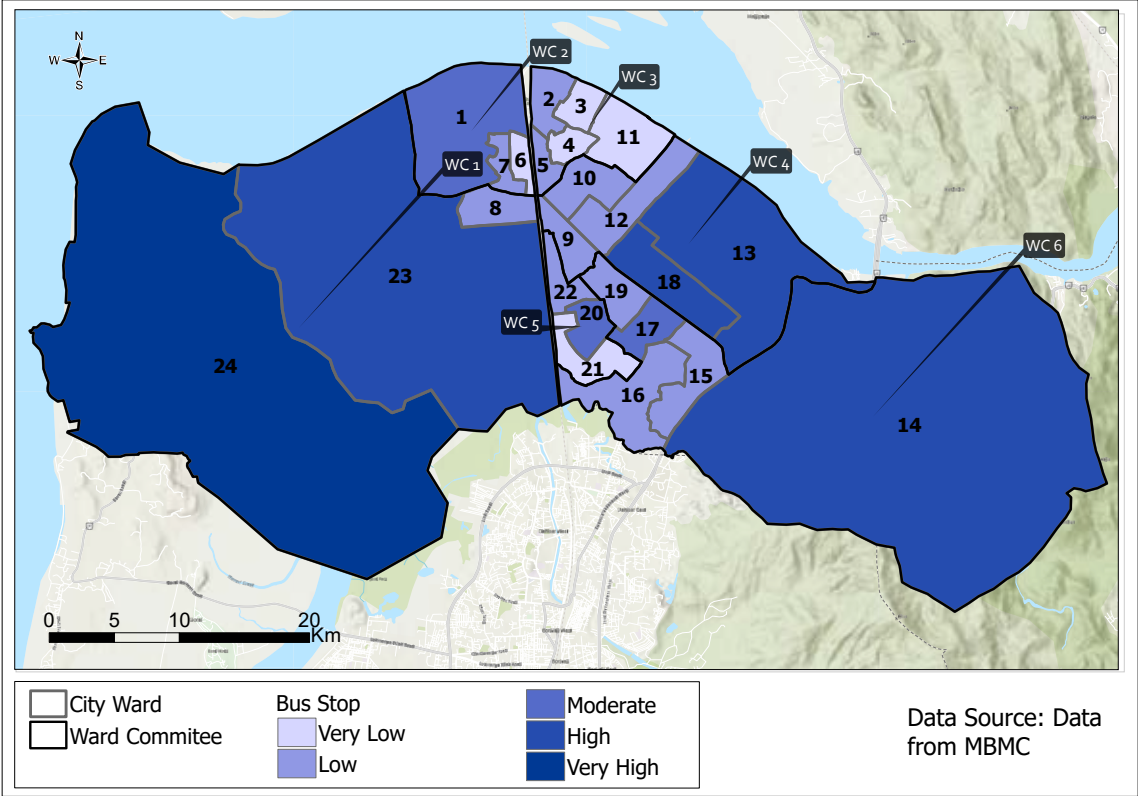 N
W E
S
WC 2
WC 3
1
2
3
11
4
6
7
5
WC 1
WC 4
10
8
12
9
13
WC 6
23
18
22
19
20
WC 5
17
24
21
15
16
14
0 5 10 20
Km
City Ward
Ward Commitee
Bus Stop
Very Low
Low
Moderate
High
Very High
Data Source: Data
from MBMC